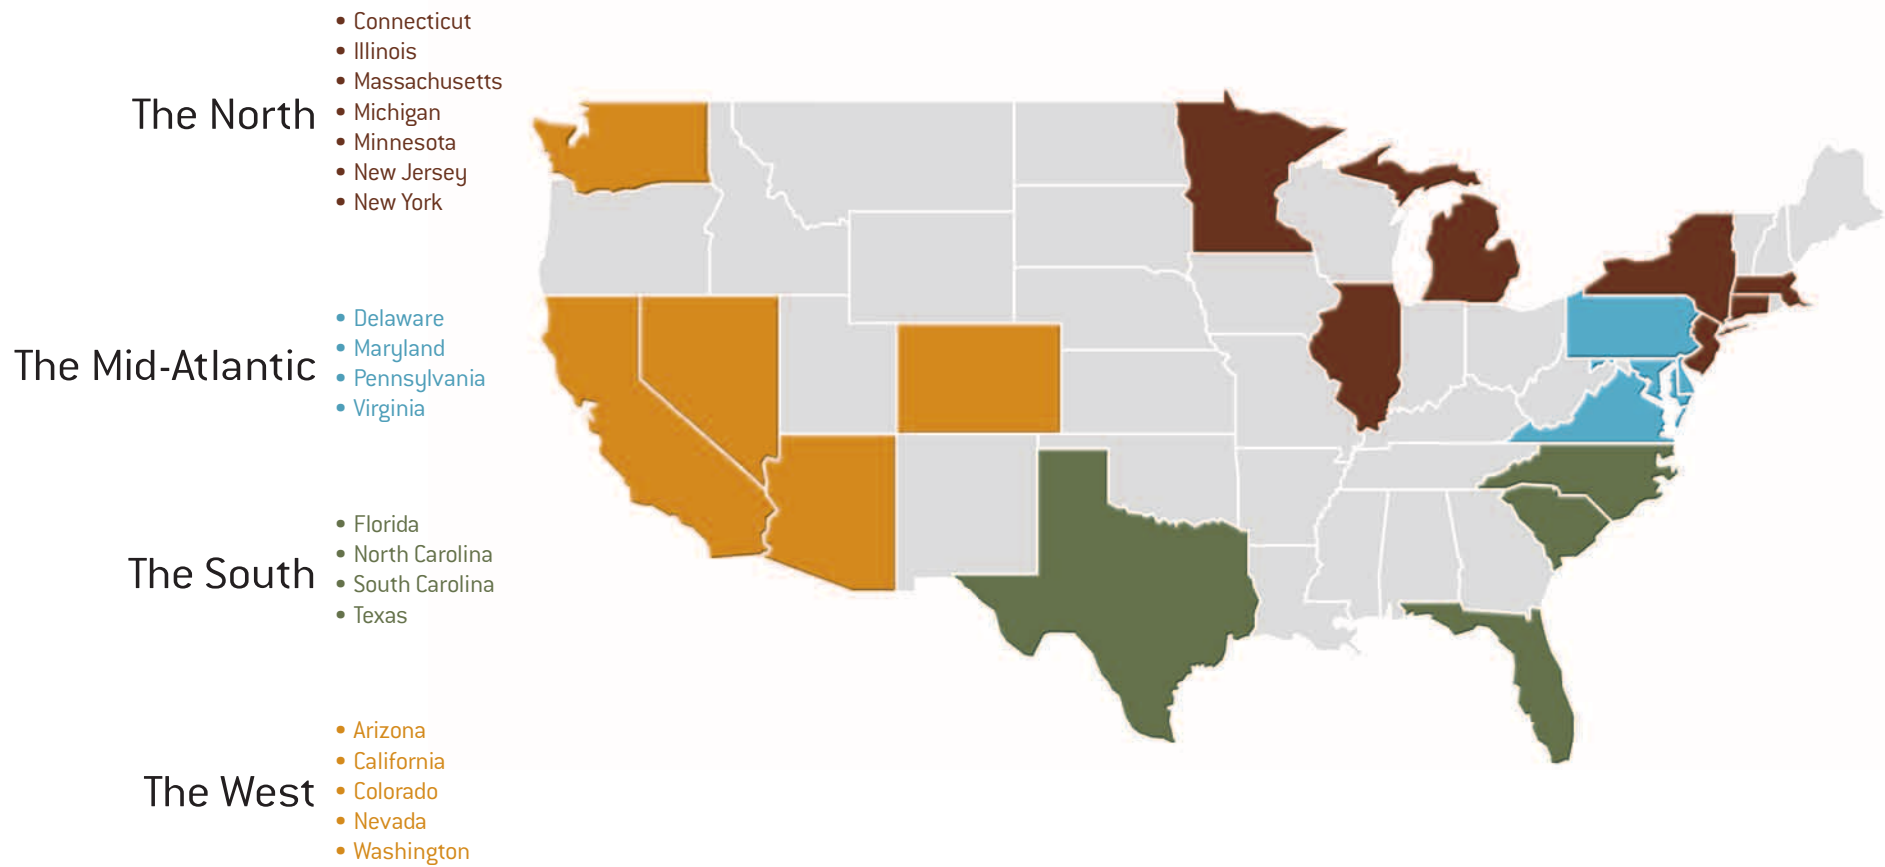 The North
• Connecticut
• Illinois
• Massachusetts
• Michigan
• Minnesota
• New Jersey
• New York
The Mid-Atlantic
• Delaware
• Maryland
• Pennsylvania
• Virginia
The South
• Florida
• North Carolina
• South Carolina
• Texas
The West
• Arizona
• California
• Colorado
• Nevada
• Washington